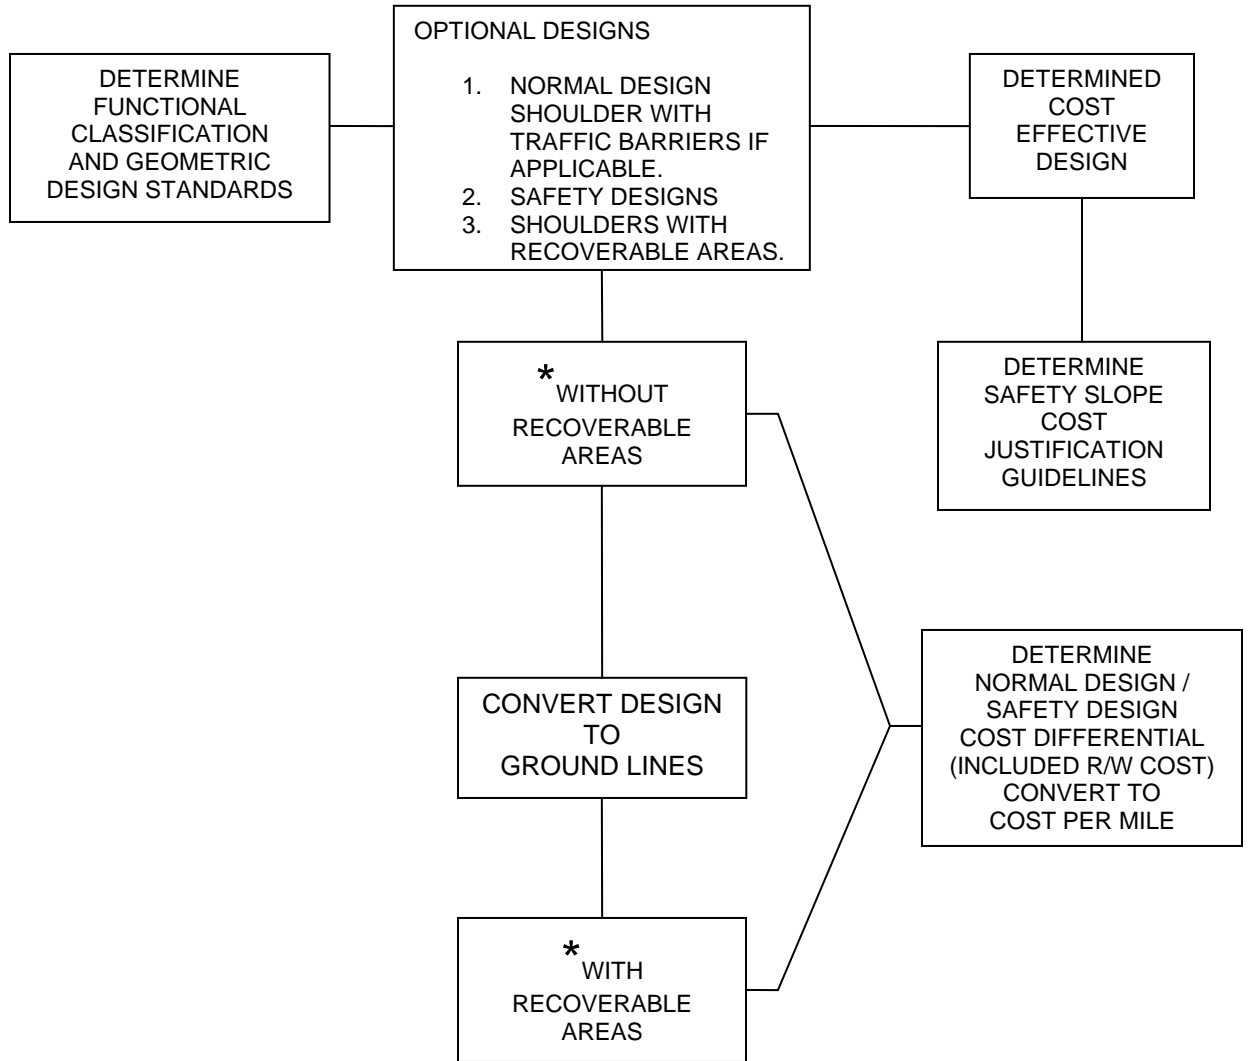 DETERMINE
FUNCTIONAL
CLASSIFICATION
AND GEOMETRIC
DESIGN STANDARDS
OPTIONAL DESIGNS
1. NORMAL DESIGN
SHOULDER WITH
TRAFFIC BARRIERS IF
APPLICABLE.
2. SAFETY DESIGNS
3. SHOULDERS WITH
RECOVERABLE AREAS.
DETERMINED
COST
EFFECTIVE
DESIGN
*WITHOUT
RECOVERABLE
AREAS
DETERMINE
SAFETY SLOPE
COST
JUSTIFICATION
GUIDELINES
CONVERT DESIGN
TO
GROUND LINES
DETERMINE
NORMAL DESIGN /
SAFETY DESIGN
COST DIFFERENTIAL
(INCLUDED R/W COST)
CONVERT TO
COST PER MILE
*WITH
RECOVERABLE
AREAS